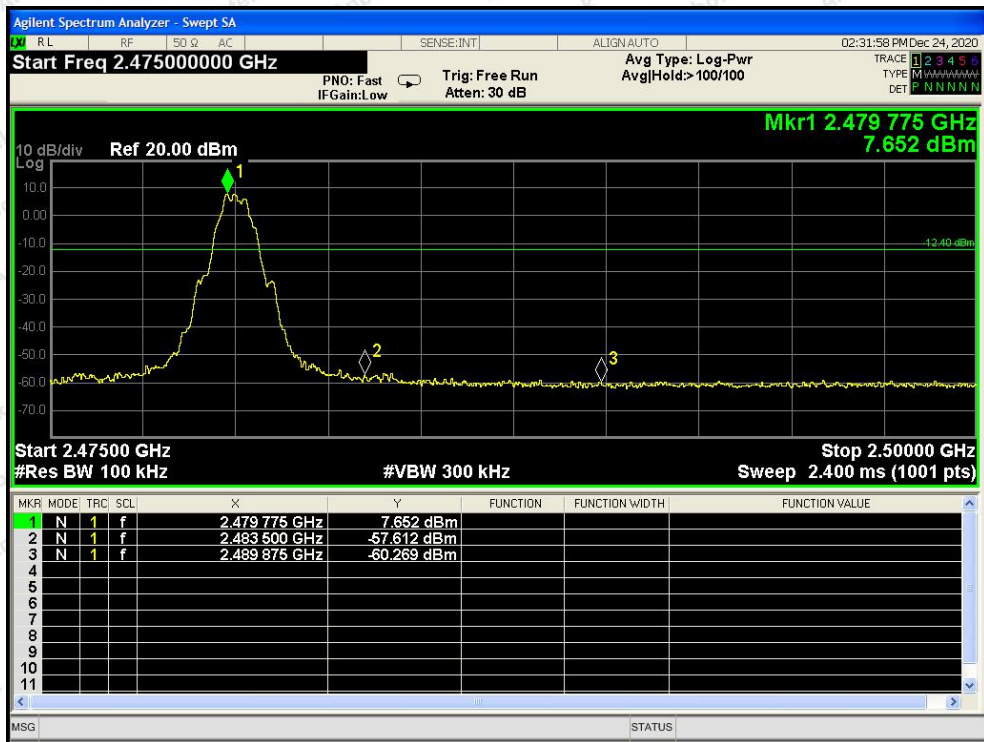 Agilent Spectrum Analyzer - Swept SA
LXI RL RF 50 Ω AC SENSE:INT ALIGN AUTO 02:31:58 PM Dec 24, 2020
Start Freq 2.475000000 GHz
PNO: Fast
IFGain:Low
Trig: Free Run
Atten: 30 dB
Avg Type: Log-Pwr
Avg|Hold:>100/100
TRACE 1 2 3 4 5 6
TYPE MWWWWW
DET P N N N N N
Mkr1 2.479 775 GHz
7.652 dBm
10 dB/div Ref 20.00 dBm
Log
10.0
0.00
-10.0
-20.0
-30.0
-40.0
-50.0
-60.0
-70.0
1
2
3
-12.40 dBm
Start 2.47500 GHz Stop 2.50000 GHz
#Res BW 100 kHz #VBW 300 kHz Sweep 2.400 ms (1001 pts)
MKR MODE TRC SCL X Y FUNCTION FUNCTION WIDTH FUNCTION VALUE
1 N 1 f 2.479 775 GHz 7.652 dBm
2 N 1 f 2.483 500 GHz -57.612 dBm
3 N 1 f 2.489 875 GHz -60.269 dBm
4
5
6
7
8
9
10
11
MSG STATUS